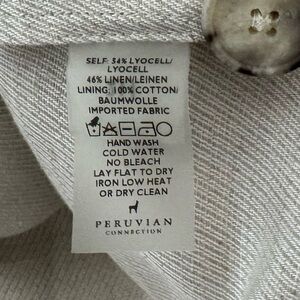 SELF: 54% LYOCELL/
LYOCELL
46% LINEN/LEINEN
LINING: 100% COTTON/
BAUMWOLLE
IMPORTED FABRIC
HAND WASH
COLD WATER
NO BLEACH
LAY FLAT TO DRY
IRON LOW HEAT
OR DRY CLEAN
PERUVIAN
CONNECTION